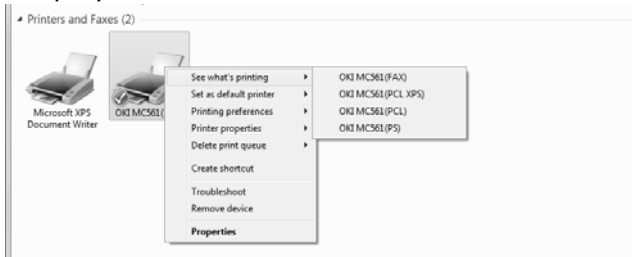 Printers and Faxes (2)
Microsoft XPS
Document Writer
OKI MC561(
See what's printing
Set as default printer
Printing preferences
Printer properties
Delete print queue
Create shortcut
Troubleshoot
Remove device
Properties
OKI MC561(FAX)
OKI MC561(PCL XPS)
OKI MC561(PCL)
OKI MC561(PS)